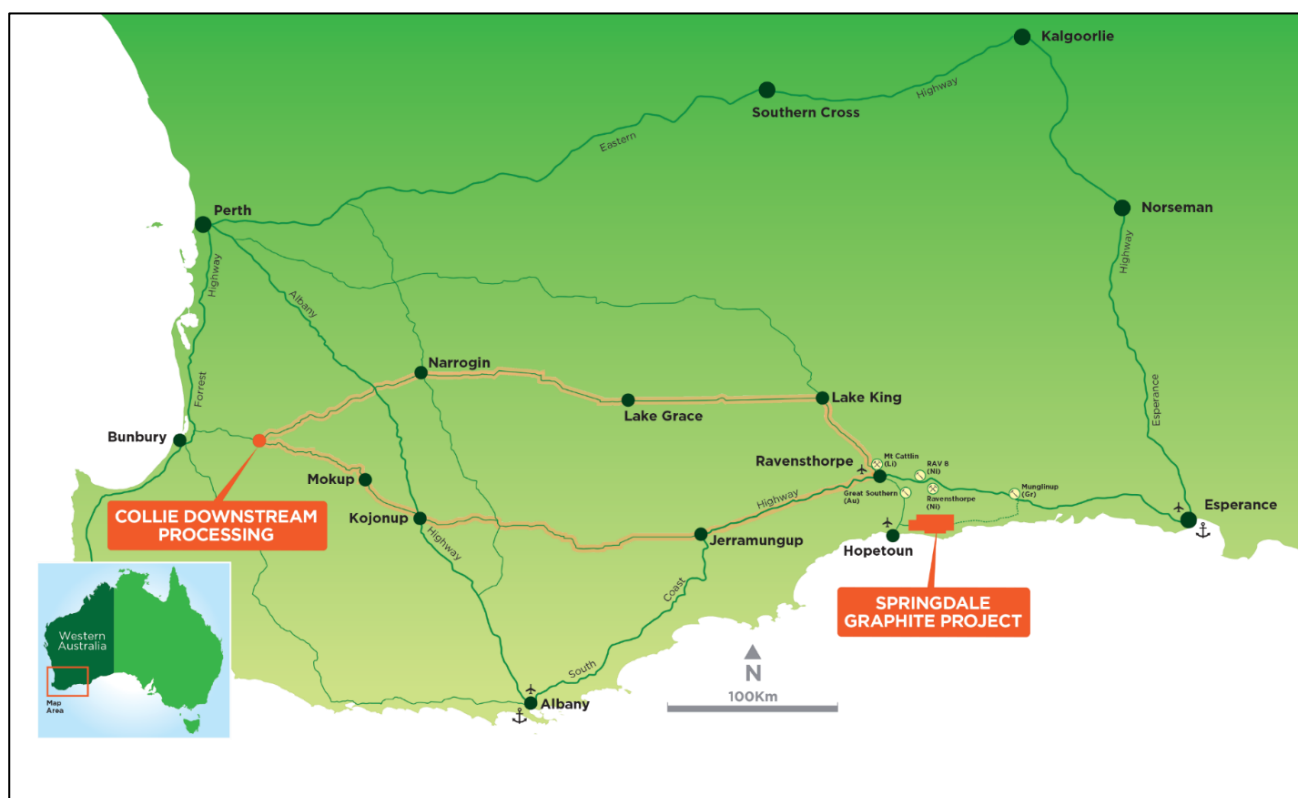 Kalgoorlie
Highway
Southern Cross
Eastern
Perth
Norseman
Highway
Highway
Albany
Narrogin
Forrest
Lake Grace
Lake King
Esperance
Bunbury
Mokup
Ravensthorpe
Mt Cattlin
(Li)
RAV 8
(Ni)
Great Southern
(Au)
Ravensthorpe
(Ni)
Munglinup
(Gr)
Highway
COLLIE DOWNSTREAM
PROCESSING
Kojonup
Highway
Jerramungup
Hopetoun
Esperance
Coast
SPRINGDALE
GRAPHITE PROJECT
Western
Australia
South
N
Map
Area
Albany
100Km